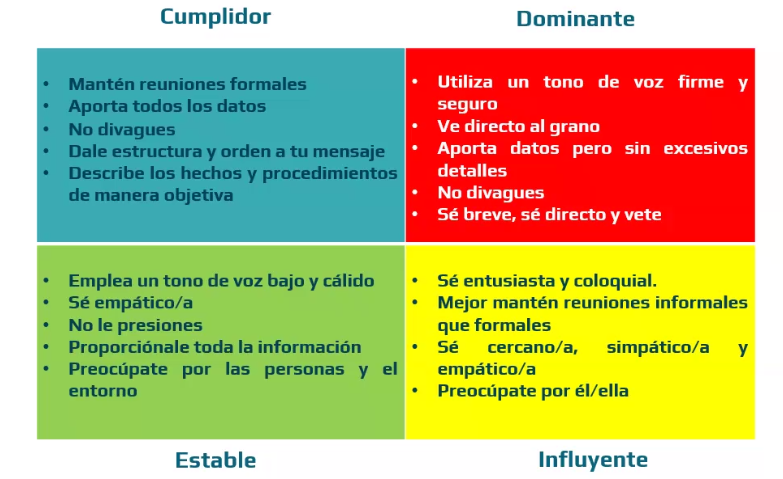 Cumplidor
Dominante
• Mantén reuniones formales
• Aporta todos los datos
• No divagues
• Dale estructura y orden a tu mensaje
• Describe los hechos y procedimientos
de manera objetiva
• Utiliza un tono de voz firme y
seguro
• Ve directo al grano
• Aporta datos pero sin excesivos
detalles
• No divagues
• Sé breve, sé directo y vete
• Emplea un tono de voz bajo y cálido
• Sé empático/a
• No le presiones
• Proporciónale toda la información
• Preocúpate por las personas y el
entorno
• Sé entusiasta y coloquial.
• Mejor mantén reuniones informales
que formales
• Sé cercano/a, simpático/a y
empático/a
• Preocúpate por él/ella
Estable
Influyente